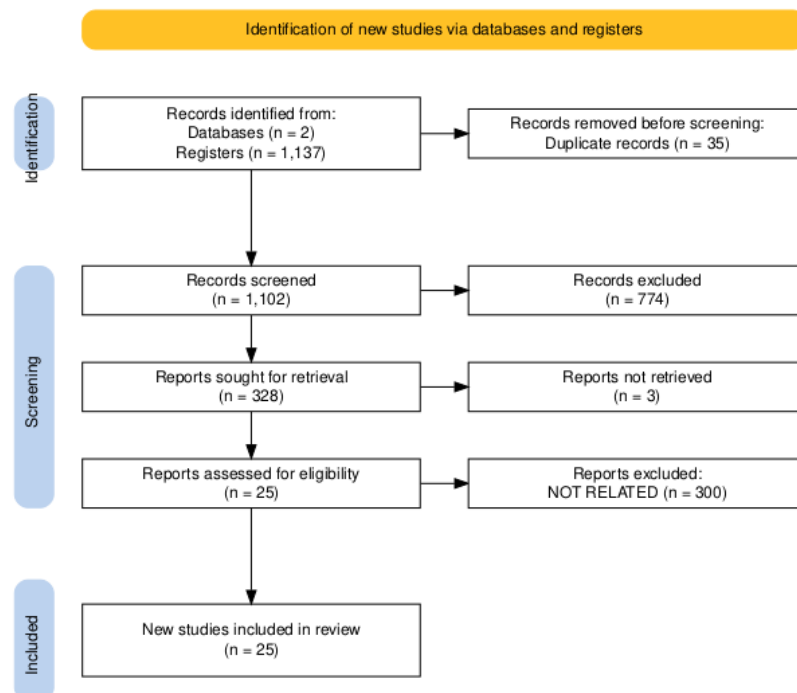 Identification of new studies via databases and registers
Identification
Records identified from:
Databases (n = 2)
Registers (n = 1,137)
Records removed before screening:
Duplicate records (n = 35)
Screening
Records screened
(n = 1,102)
Records excluded
(n = 774)
Reports sought for retrieval
(n = 328)
Reports not retrieved
(n = 3)
Reports assessed for eligibility
(n = 25)
Reports excluded:
NOT RELATED (n = 300)
Included
New studies included in review
(n = 25)